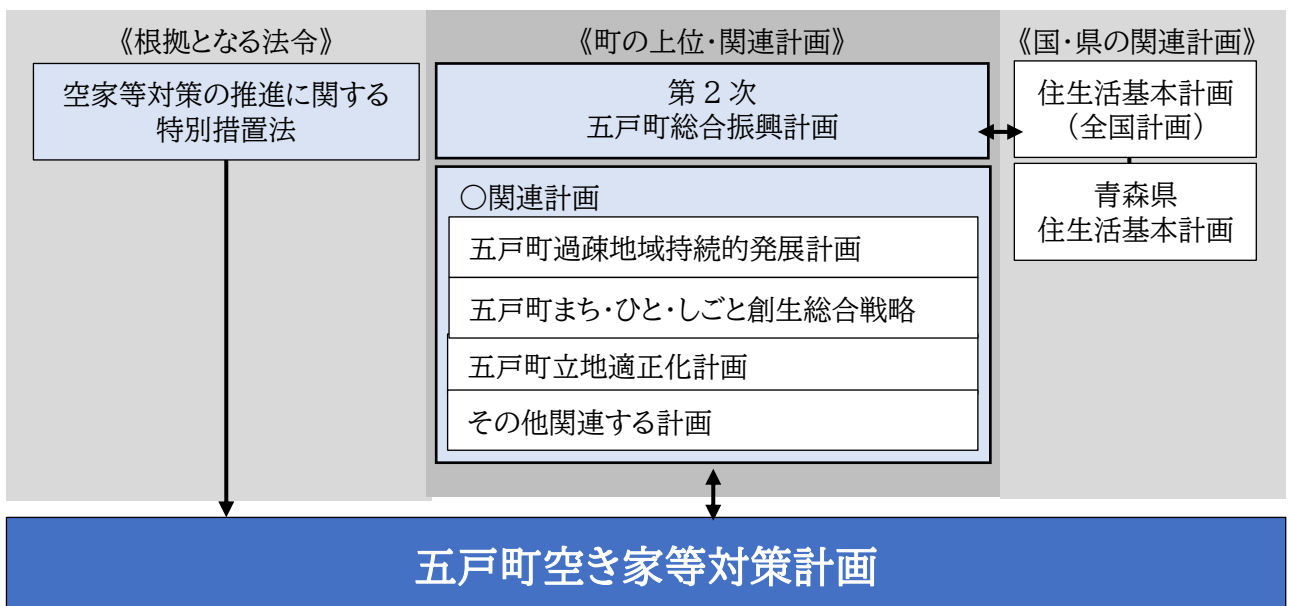 《根拠となる法令》
空家等対策の推進に関する
特別措置法
《町の上位・関連計画》
第２次
五戸町総合振興計画
○関連計画
五戸町過疎地域持続的発展計画
五戸町まち・ひと・しごと創生総合戦略
五戸町立地適正化計画
その他関連する計画
《国・県の関連計画》
住生活基本計画
（全国計画）
青森県
住生活基本計画
五戸町空き家等対策計画